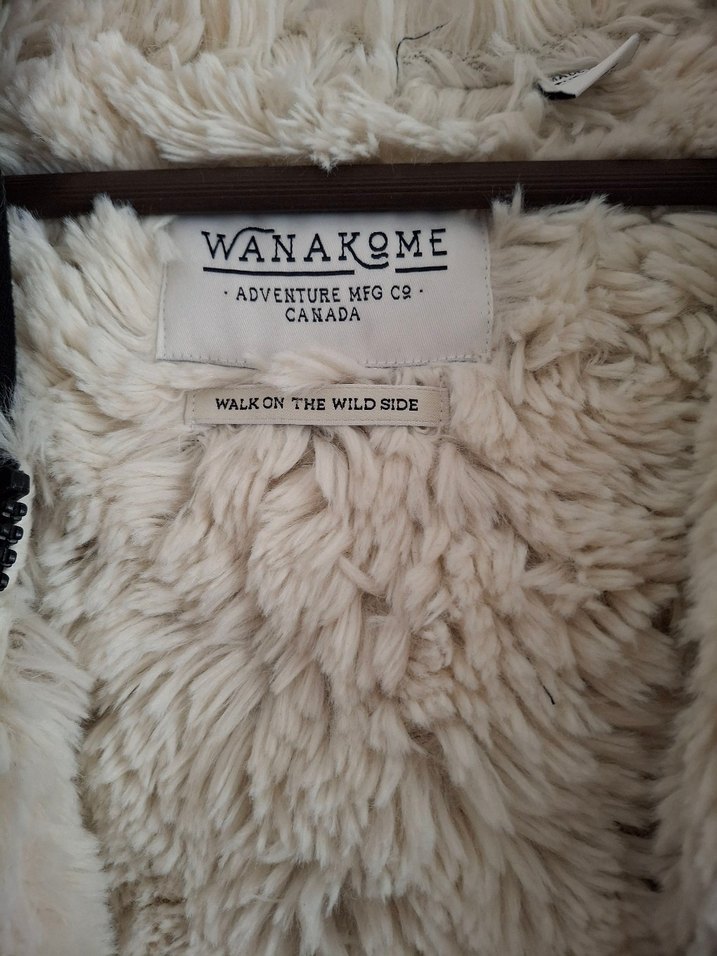 WANAKOME
· ADVENTURE MFG Co ·
CANADA
WALK ON THE WILD SIDE